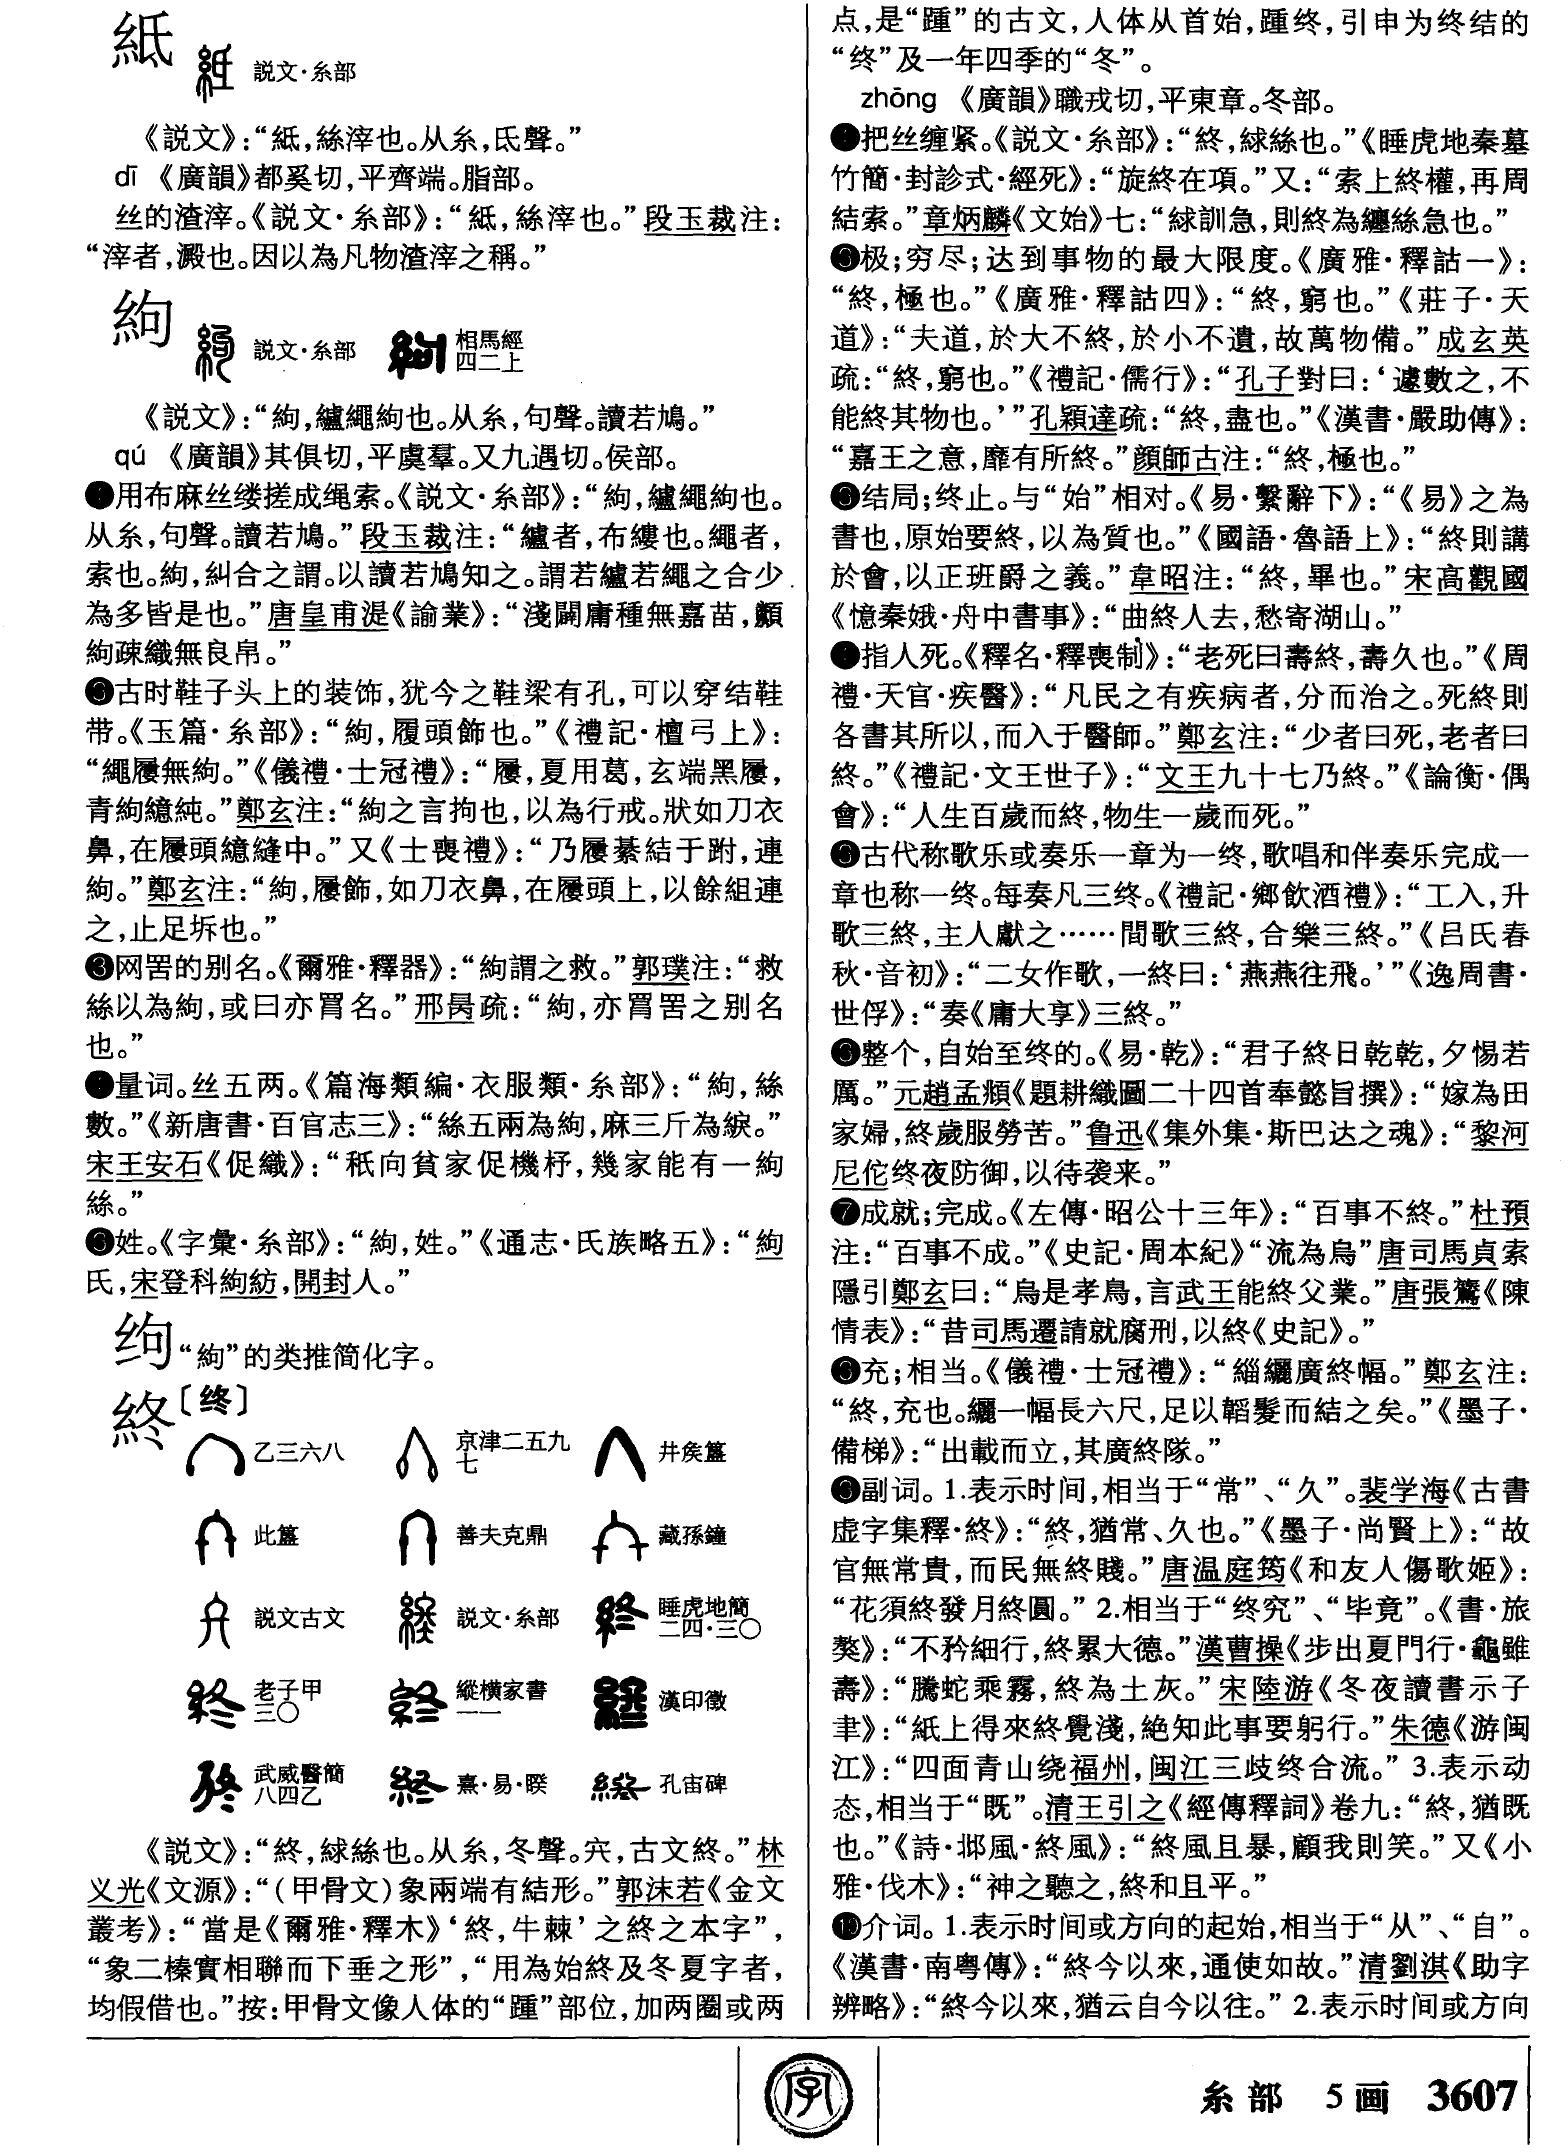 紙 説文·糸部
《説文》：“紙，絲滓也。从糸，氐聲。”
dī 《廣韻》都奚切，平齊端。脂部。
丝的渣滓。《説文·糸部》：“紙，絲滓也。”段玉裁注：
“滓者，澱也。因以為凡物渣滓之稱。”
絇 説文·糸部 相馬經四二上
《説文》：“絇，纑繩絇也。从糸，句聲。讀若鳩。”
qú 《廣韻》其俱切，平虞羣。又九遇切。侯部。
❶用布麻丝缕搓成绳索。《説文·糸部》：“絇，纑繩絇也。
从糸，句聲。讀若鳩。”段玉裁注：“纑者，布縷也。繩者，
索也。絇，糾合之謂。以讀若鳩知之。謂若纑若繩之合少
為多皆是也。”唐皇甫湜《諭業》：“淺闢庸種無嘉苗，纇
絇疎織無良帛。”
❷古时鞋子头上的装饰，犹今之鞋梁有孔，可以穿结鞋
带。《玉篇·糸部》：“絇，履頭飾也。”《禮記·檀弓上》：
“繩屨無絇。”《儀禮·士冠禮》：“屨，夏用葛，玄端黑屨，
青絇繶純。”鄭玄注：“絇之言拘也，以為行戒。狀如刀衣
鼻，在屨頭繶縫中。”又《士喪禮》：“乃屨綦結于跗，連
絇。”鄭玄注：“絇，屨飾，如刀衣鼻，在屨頭上，以餘組連
之，止足坼也。”
❸网罟的别名。《爾雅·釋器》：“絇謂之救。”郭璞注：“救
絲以為絇，或曰亦罥名。”邢昺疏：“絇，亦罥罟之别名
也。”
❹量词。丝五两。《篇海類編·衣服類·糸部》：“絇，絲
數。”《新唐書·百官志三》：“絲五兩為絇，麻三斤為綟。”
宋王安石《促織》：“秖向貧家促機杼，幾家能有一絇
絲。”
❺姓。《字彙·糸部》：“絇，姓。”《通志·氏族略五》：“絇
氏，宋登科絇紡，開封人。”
𫄠 “絇”的类推简化字。
終〔终〕
乙三六八 京津二五九七 井矦簋
此簋 善夫克鼎 臧孫鐘
説文古文 説文·糸部 睡虎地簡二四·三〇
老子甲三〇 縱橫家書一一 漢印徵
武威醫簡八四乙 熹·易·睽 孔宙碑
《説文》：“終，絿絲也。从糸，冬聲。宍，古文終。”林
义光《文源》：“（甲骨文）象兩端有結形。”郭沫若《金文
叢考》：“當是《爾雅·釋木》‘終，牛棘’之終之本字”，
“象二榛實相聯而下垂之形”，“用為始終及冬夏字者，
均假借也。”按：甲骨文像人体的“踵”部位，加两圈或两
点，是“踵”的古文，人体从首始，踵终，引申为终结的
“终”及一年四季的“冬”。
zhōng 《廣韻》職戎切，平東章。冬部。
❶把丝缠紧。《説文·糸部》：“終，絿絲也。”《睡虎地秦墓
竹簡·封診式·經死》：“旋終在項。”又：“索上終權，再周
結索。”章炳麟《文始》七：“絿訓急，則終為纏絲急也。”
❷极；穷尽；达到事物的最大限度。《廣雅·釋詁一》：
“終，極也。”《廣雅·釋詁四》：“終，窮也。”《莊子·天
道》：“夫道，於大不終，於小不遺，故萬物備。”成玄英
疏：“終，窮也。”《禮記·儒行》：“孔子對曰：‘遽數之，不
能終其物也。’”孔穎達疏：“終，盡也。”《漢書·嚴助傳》：
“嘉王之意，靡有所終。”顔師古注：“終，極也。”
❸结局；终止。与“始”相对。《易·繫辭下》：“《易》之為
書也，原始要終，以為質也。”《國語·魯語上》：“終則講
於會，以正班爵之義。”韋昭注：“終，畢也。”宋高觀國
《憶秦娥·舟中書事》：“曲終人去，愁寄湖山。”
❹指人死。《釋名·釋喪制》：“老死曰壽終，壽久也。”《周
禮·天官·疾醫》：“凡民之有疾病者，分而治之。死終則
各書其所以，而入于醫師。”鄭玄注：“少者曰死，老者曰
終。”《禮記·文王世子》：“文王九十七乃終。”《論衡·偶
會》：“人生百歲而終，物生一歲而死。”
❺古代称歌乐或奏乐一章为一终，歌唱和伴奏乐完成一
章也称一终。每奏凡三终。《禮記·鄉飲酒禮》：“工入，升
歌三終，主人獻之……間歌三終，合樂三終。”《吕氏春
秋·音初》：“二女作歌，一終曰：‘燕燕往飛。’”《逸周書·
世俘》：“奏《庸大享》三終。”
❻整个，自始至终的。《易·乾》：“君子終日乾乾，夕惕若
厲。”元趙孟頫《題耕織圖二十四首奉懿旨撰》：“嫁為田
家婦，終歲服勞苦。”鲁迅《集外集·斯巴达之魂》：“黎河
尼佗终夜防御，以待袭来。”
❼成就；完成。《左傳·昭公十三年》：“百事不終。”杜預
注：“百事不成。”《史記·周本紀》“流為烏”唐司馬貞索
隱引鄭玄曰：“烏是孝鳥，言武王能終父業。”唐張鷟《陳
情表》：“昔司馬遷請就腐刑，以終《史記》。”
❽充；相当。《儀禮·士冠禮》：“緇纚廣終幅。”鄭玄注：
“終，充也。纚一幅長六尺，足以韜髮而結之矣。”《墨子·
備梯》：“出載而立，其廣終隊。”
❾副词。1.表示时间，相当于“常”、“久”。裴学海《古書
虚字集釋·終》：“終，猶常、久也。”《墨子·尚賢上》：“故
官無常貴，而民無終賤。”唐温庭筠《和友人傷歌姬》：
“花須終發月終圓。”2.相当于“终究”、“毕竟”。《書·旅
獒》：“不矜細行，終累大德。”漢曹操《步出夏門行·龜雖
壽》：“騰蛇乘霧，終為土灰。”宋陸游《冬夜讀書示子
聿》：“紙上得來終覺淺，絶知此事要躬行。”朱德《游闽
江》：“四面青山绕福州，闽江三歧终合流。”3.表示动
态，相当于“既”。清王引之《經傳釋詞》卷九：“終，猶既
也。”《詩·邶風·終風》：“終風且暴，顧我則笑。”又《小
雅·伐木》：“神之聽之，終和且平。”
❿介词。1.表示时间或方向的起始，相当于“从”、“自”。
《漢書·南粤傳》：“終今以來，通使如故。”清劉淇《助字
辨略》：“終今以來，猶云自今以往。”2.表示时间或方向
字
糸部 5画 3607